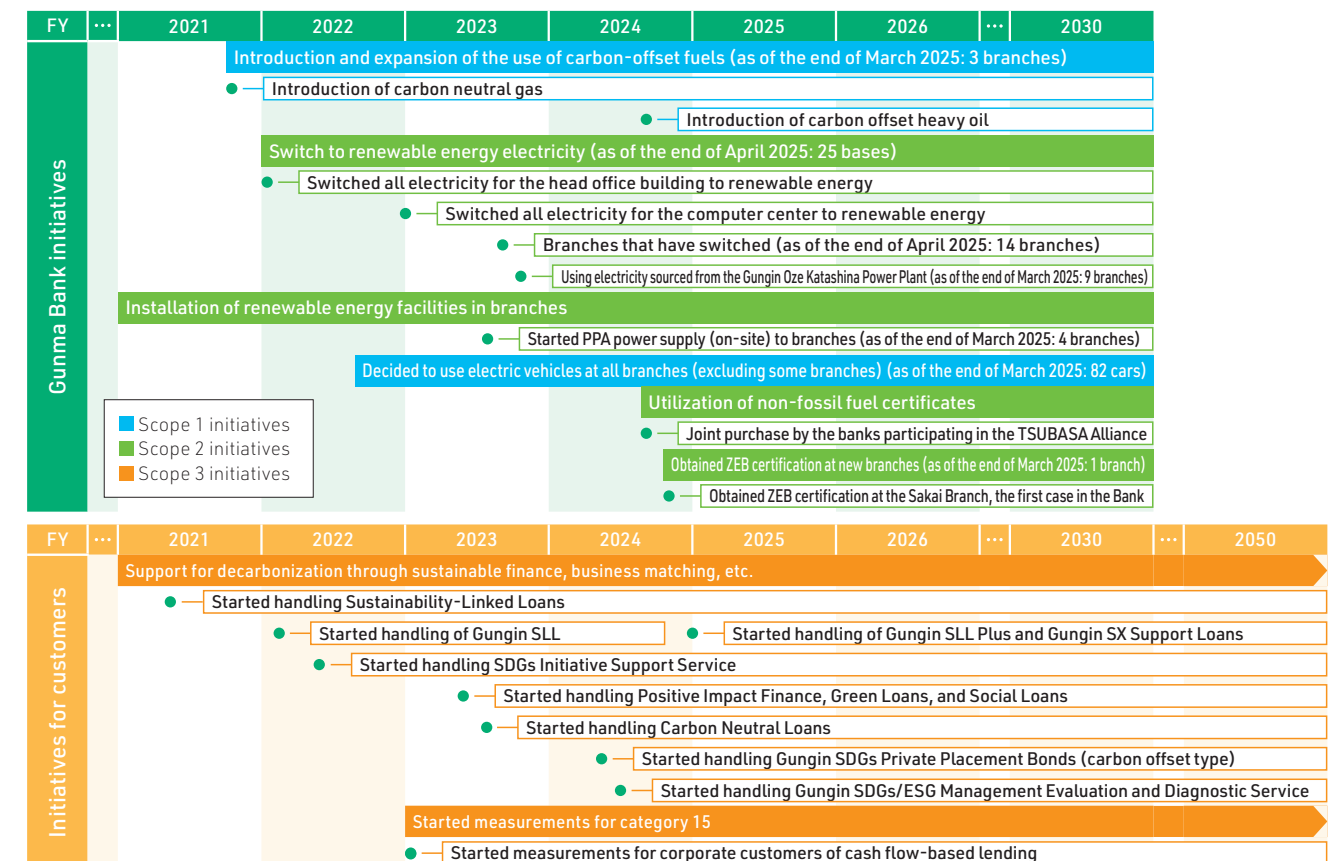 FY ... 2021 2022 2023 2024 2025 2026 ... 2030
Gunma Bank initiatives
Introduction and expansion of the use of carbon-offset fuels (as of the end of March 2025: 3 branches)
Introduction of carbon neutral gas
Introduction of carbon offset heavy oil
Switch to renewable energy electricity (as of the end of April 2025: 25 bases)
Switched all electricity for the head office building to renewable energy
Switched all electricity for the computer center to renewable energy
Branches that have switched (as of the end of April 2025: 14 branches)
Using electricity sourced from the Gungin Oze Katashina Power Plant (as of the end of March 2025: 9 branches)
Installation of renewable energy facilities in branches
Started PPA power supply (on-site) to branches (as of the end of March 2025: 4 branches)
Decided to use electric vehicles at all branches (excluding some branches) (as of the end of March 2025: 82 cars)
Utilization of non-fossil fuel certificates
Joint purchase by the banks participating in the TSUBASA Alliance
Obtained ZEB certification at new branches (as of the end of March 2025: 1 branch)
Obtained ZEB certification at the Sakai Branch, the first case in the Bank
Scope 1 initiatives
Scope 2 initiatives
Scope 3 initiatives
FY ... 2021 2022 2023 2024 2025 2026 ... 2030 ... 2050
Initiatives for customers
Support for decarbonization through sustainable finance, business matching, etc.
Started handling Sustainability-Linked Loans
Started handling of Gungin SLL
Started handling of Gungin SLL Plus and Gungin SX Support Loans
Started handling SDGs Initiative Support Service
Started handling Positive Impact Finance, Green Loans, and Social Loans
Started handling Carbon Neutral Loans
Started handling Gungin SDGs Private Placement Bonds (carbon offset type)
Started handling Gungin SDGs/ESG Management Evaluation and Diagnostic Service
Started measurements for category 15
Started measurements for corporate customers of cash flow-based lending